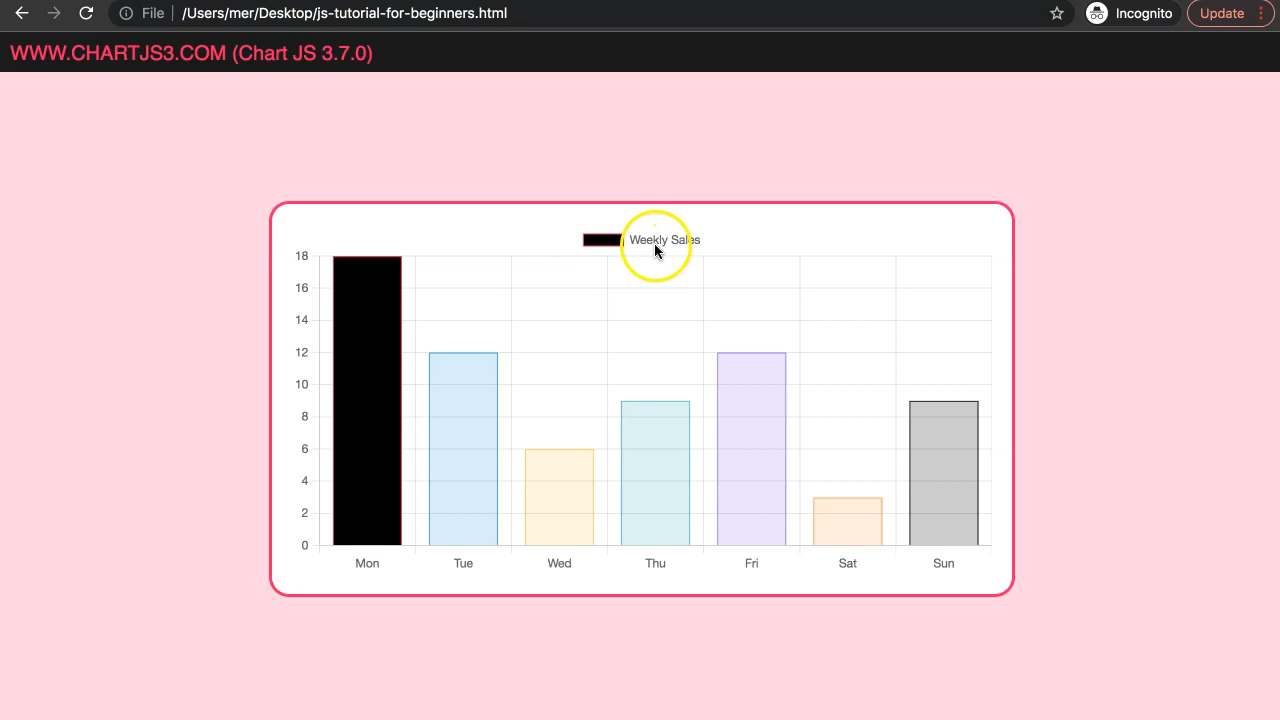 File /Users/mer/Desktop/js-tutorial-for-beginners.html Incognito Update
WWW.CHARTJS3.COM (Chart JS 3.7.0)
Weekly Sales
18
16
14
12
10
8
6
4
2
0
Mon Tue Wed Thu Fri Sat Sun